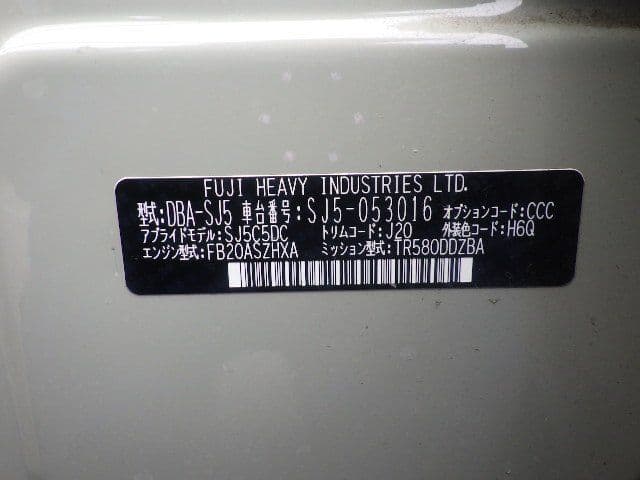 FUJI HEAVY INDUSTRIES LTD.
型式:DBA-SJ5 車台番号:SJ5-053016 オプションコード:CCC
アプライドモデル:SJ5C5DC トリムコード:J20 外装色コード:H6Q
エンジン型式:FB20ASZHXA ミッション型式:TR580DDZBA